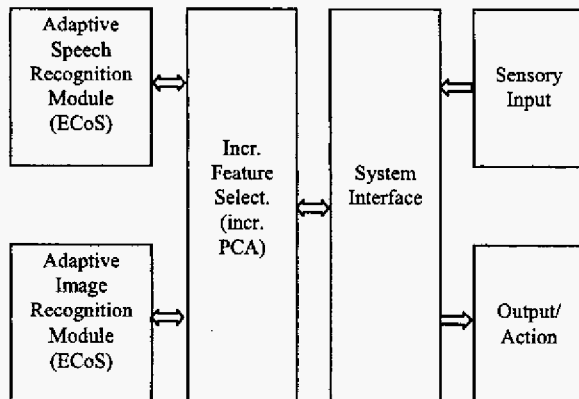 Adaptive
Speech
Recognition
Module
(ECoS)
Adaptive
Image
Recognition
Module
(ECoS)
Incr.
Feature
Select.
(incr.
PCA)
System
Interface
Sensory
Input
Output/
Action